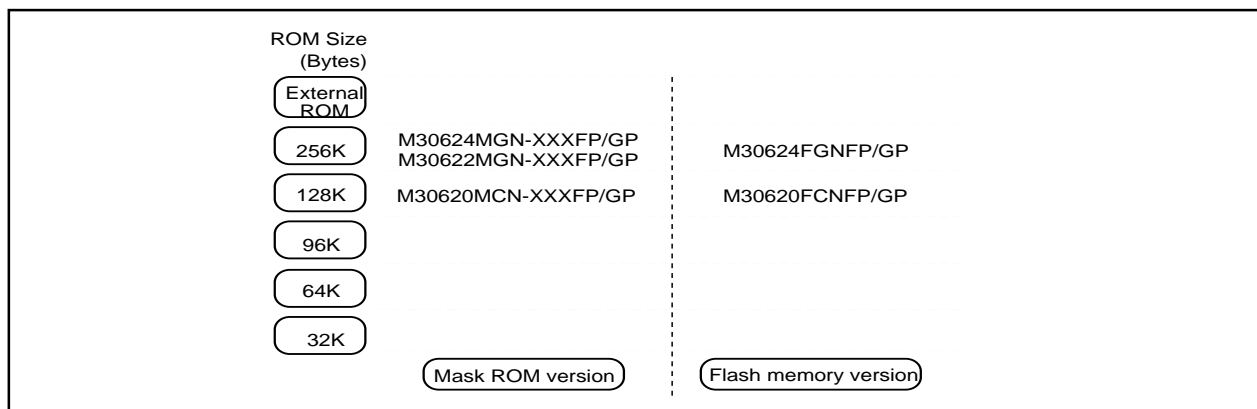 ROM Size
(Bytes)
External
ROM
256K
M30624MGN-XXXFP/GP
M30622MGN-XXXFP/GP
M30624FGNFP/GP
128K
M30620MCN-XXXFP/GP
M30620FCNFP/GP
96K
64K
32K
Mask ROM version
Flash memory version